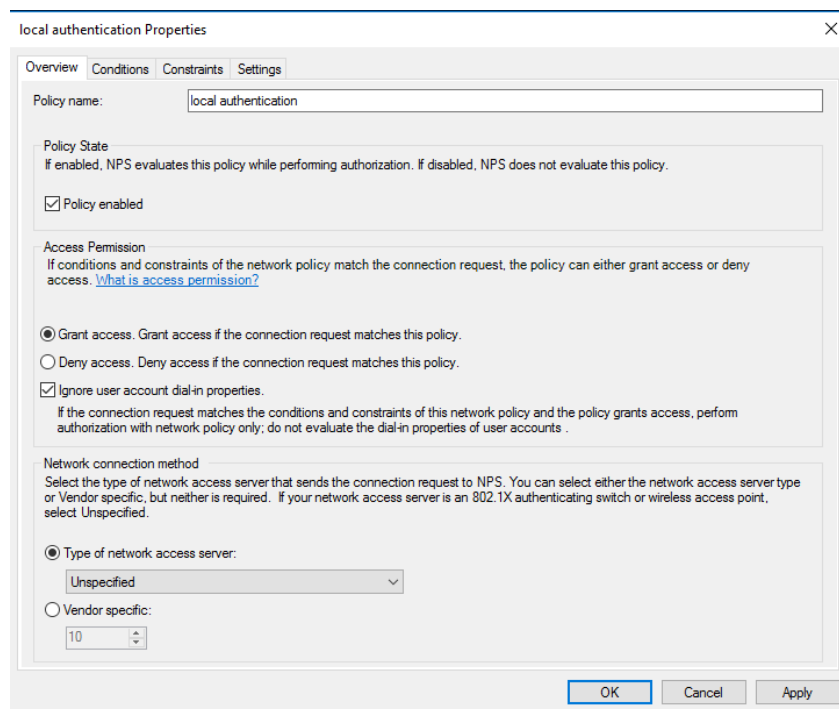 local authentication Properties
Overview Conditions Constraints Settings
Policy name: local authentication
Policy State
If enabled, NPS evaluates this policy while performing authorization. If disabled, NPS does not evaluate this policy.
Policy enabled
Access Permission
If conditions and constraints of the network policy match the connection request, the policy can either grant access or deny
access. What is access permission?
Grant access. Grant access if the connection request matches this policy.
Deny access. Deny access if the connection request matches this policy.
Ignore user account dial-in properties.
If the connection request matches the conditions and constraints of this network policy and the policy grants access, perform
authorization with network policy only; do not evaluate the dial-in properties of user accounts .
Network connection method
Select the type of network access server that sends the connection request to NPS. You can select either the network access server type
or Vendor specific, but neither is required. If your network access server is an 802.1X authenticating switch or wireless access point,
select Unspecified.
Type of network access server:
Unspecified
Vendor specific:
10
OK Cancel Apply